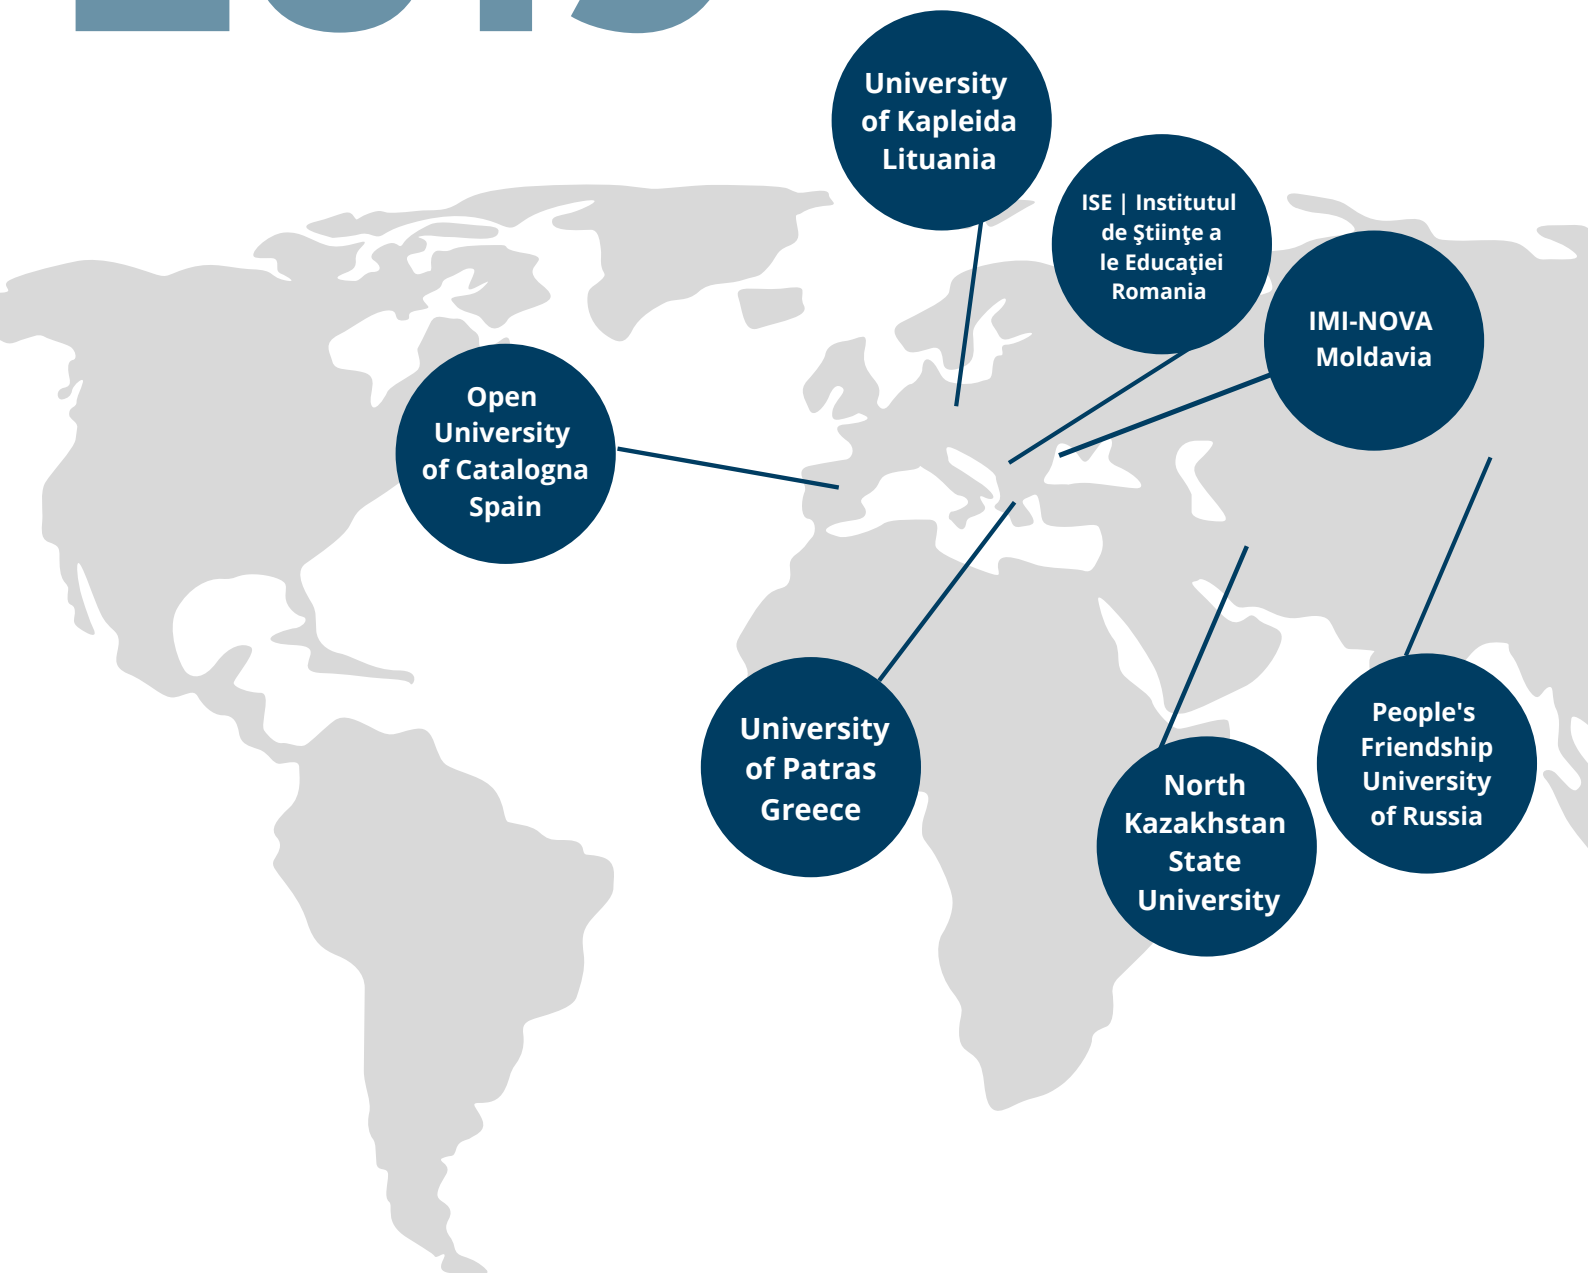 University
of Kapleida
Lituania
ISE | Institutul
de Ştiinţe a
le Educaţiei
Romania
IMI-NOVA
Moldavia
Open
University
of Catalogna
Spain
University
of Patras
Greece
North
Kazakhstan
State
University
People's
Friendship
University
of Russia